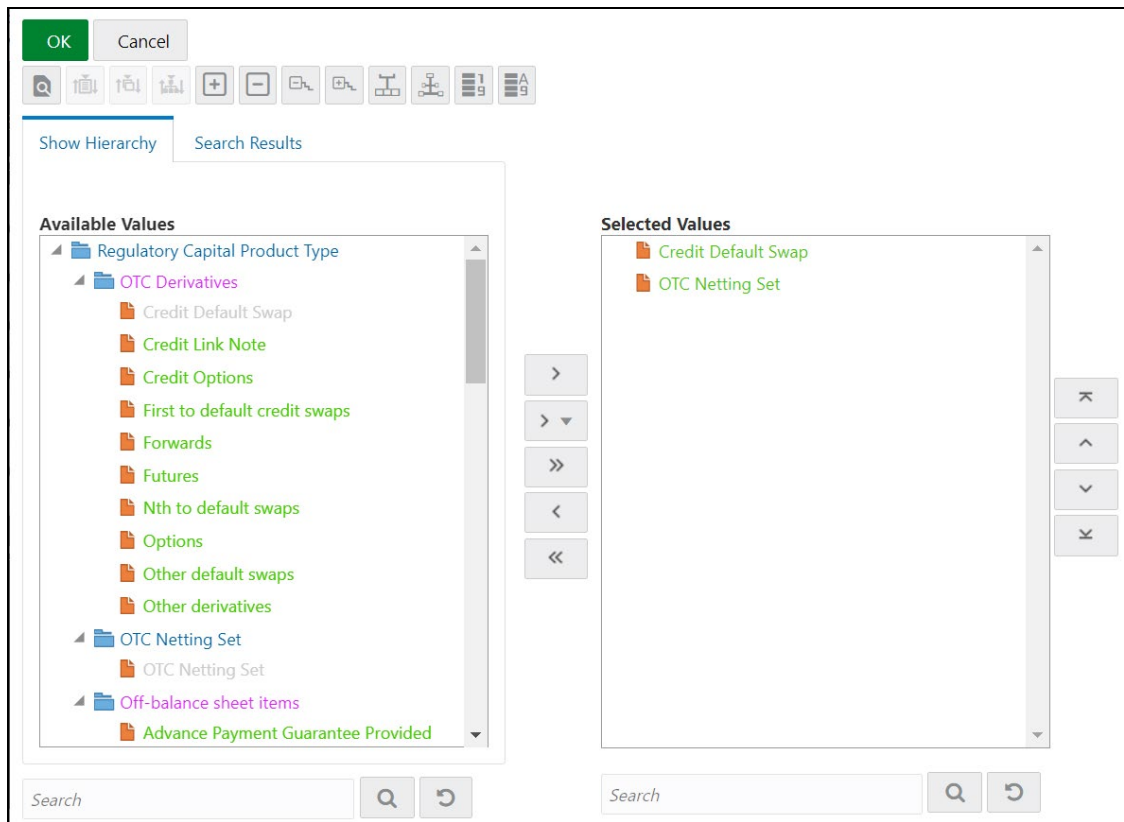 OK Cancel
Show Hierarchy Search Results
Available Values
Regulatory Capital Product Type
OTC Derivatives
Credit Default Swap
Credit Link Note
Credit Options
First to default credit swaps
Forwards
Futures
Nth to default swaps
Options
Other default swaps
Other derivatives
OTC Netting Set
OTC Netting Set
Off-balance sheet items
Advance Payment Guarantee Provided
Search
Selected Values
Credit Default Swap
OTC Netting Set
Search